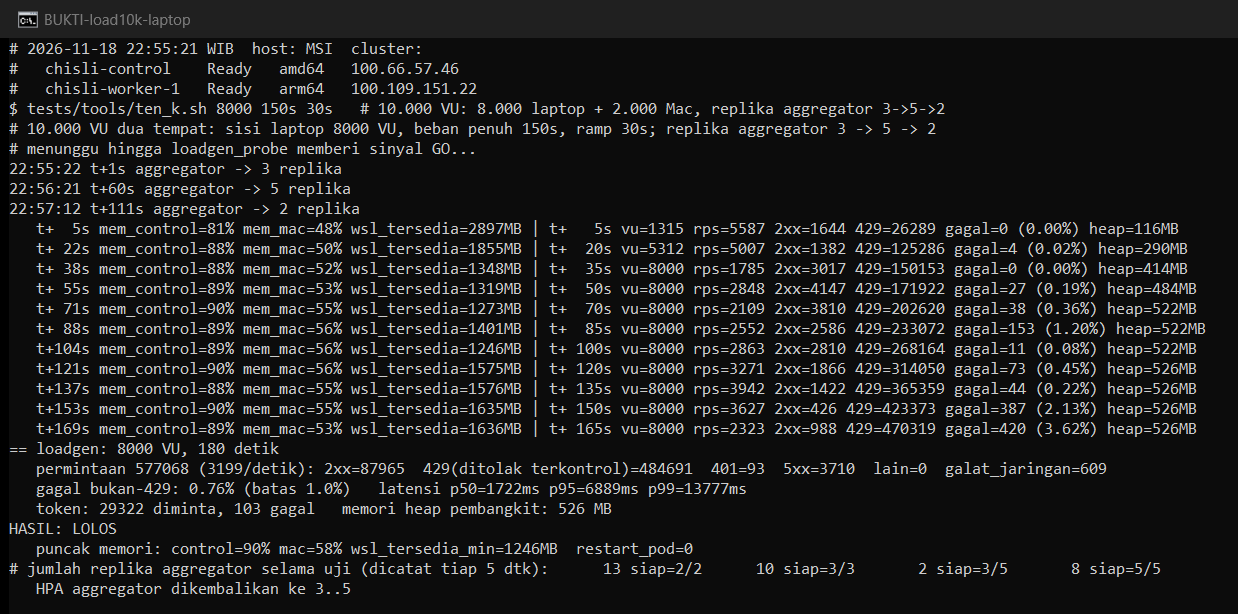 BUKTI-load10k-laptop
# 2026-11-18 22:55:21 WIB  host: MSI  cluster:
#   chisli-control    Ready   amd64   100.66.57.46
#   chisli-worker-1   Ready   arm64   100.109.151.22
$ tests/tools/ten_k.sh 8000 150s 30s   # 10.000 VU: 8.000 laptop + 2.000 Mac, replika aggregator 3->5->2
# 10.000 VU dua tempat: sisi laptop 8000 VU, beban penuh 150s, ramp 30s; replika aggregator 3 -> 5 -> 2
# menunggu hingga loadgen_probe memberi sinyal GO...
22:55:22 t+1s aggregator -> 3 replika
22:56:21 t+60s aggregator -> 5 replika
22:57:12 t+111s aggregator -> 2 replika
   t+  5s mem_control=81% mem_mac=48% wsl_tersedia=2897MB | t+   5s vu=1315 rps=5587 2xx=1644 429=26289 gagal=0 (0.00%) heap=116MB
   t+ 22s mem_control=88% mem_mac=50% wsl_tersedia=1855MB | t+  20s vu=5312 rps=5007 2xx=1382 429=125286 gagal=4 (0.02%) heap=290MB
   t+ 38s mem_control=88% mem_mac=52% wsl_tersedia=1348MB | t+  35s vu=8000 rps=1785 2xx=3017 429=150153 gagal=0 (0.00%) heap=414MB
   t+ 55s mem_control=89% mem_mac=53% wsl_tersedia=1319MB | t+  50s vu=8000 rps=2848 2xx=4147 429=171922 gagal=27 (0.19%) heap=484MB
   t+ 71s mem_control=90% mem_mac=55% wsl_tersedia=1273MB | t+  70s vu=8000 rps=2109 2xx=3810 429=202620 gagal=38 (0.36%) heap=522MB
   t+ 88s mem_control=89% mem_mac=56% wsl_tersedia=1401MB | t+  85s vu=8000 rps=2552 2xx=2586 429=233072 gagal=153 (1.20%) heap=522MB
   t+104s mem_control=89% mem_mac=56% wsl_tersedia=1246MB | t+ 100s vu=8000 rps=2863 2xx=2810 429=268164 gagal=11 (0.08%) heap=522MB
   t+121s mem_control=90% mem_mac=56% wsl_tersedia=1575MB | t+ 120s vu=8000 rps=3271 2xx=1866 429=314050 gagal=73 (0.45%) heap=526MB
   t+137s mem_control=88% mem_mac=55% wsl_tersedia=1576MB | t+ 135s vu=8000 rps=3942 2xx=1422 429=365359 gagal=44 (0.22%) heap=526MB
   t+153s mem_control=90% mem_mac=55% wsl_tersedia=1635MB | t+ 150s vu=8000 rps=3627 2xx=426 429=423373 gagal=387 (2.13%) heap=526MB
   t+169s mem_control=89% mem_mac=53% wsl_tersedia=1636MB | t+ 165s vu=8000 rps=2323 2xx=988 429=470319 gagal=420 (3.62%) heap=526MB
== loadgen: 8000 VU, 180 detik
   permintaan 577068 (3199/detik): 2xx=87965  429(ditolak terkontrol)=484691  401=93  5xx=3710  lain=0  galat_jaringan=609
   gagal bukan-429: 0.76% (batas 1.0%)   latensi p50=1722ms p95=6889ms p99=13777ms
   token: 29322 diminta, 103 gagal   memori heap pembangkit: 526 MB
HASIL: LOLOS
   puncak memori: control=90% mac=58% wsl_tersedia_min=1246MB  restart_pod=0
# jumlah replika aggregator selama uji (dicatat tiap 5 dtk):      13 siap=2/2      10 siap=3/3       2 siap=3/5       8 siap=5/5
   HPA aggregator dikembalikan ke 3..5